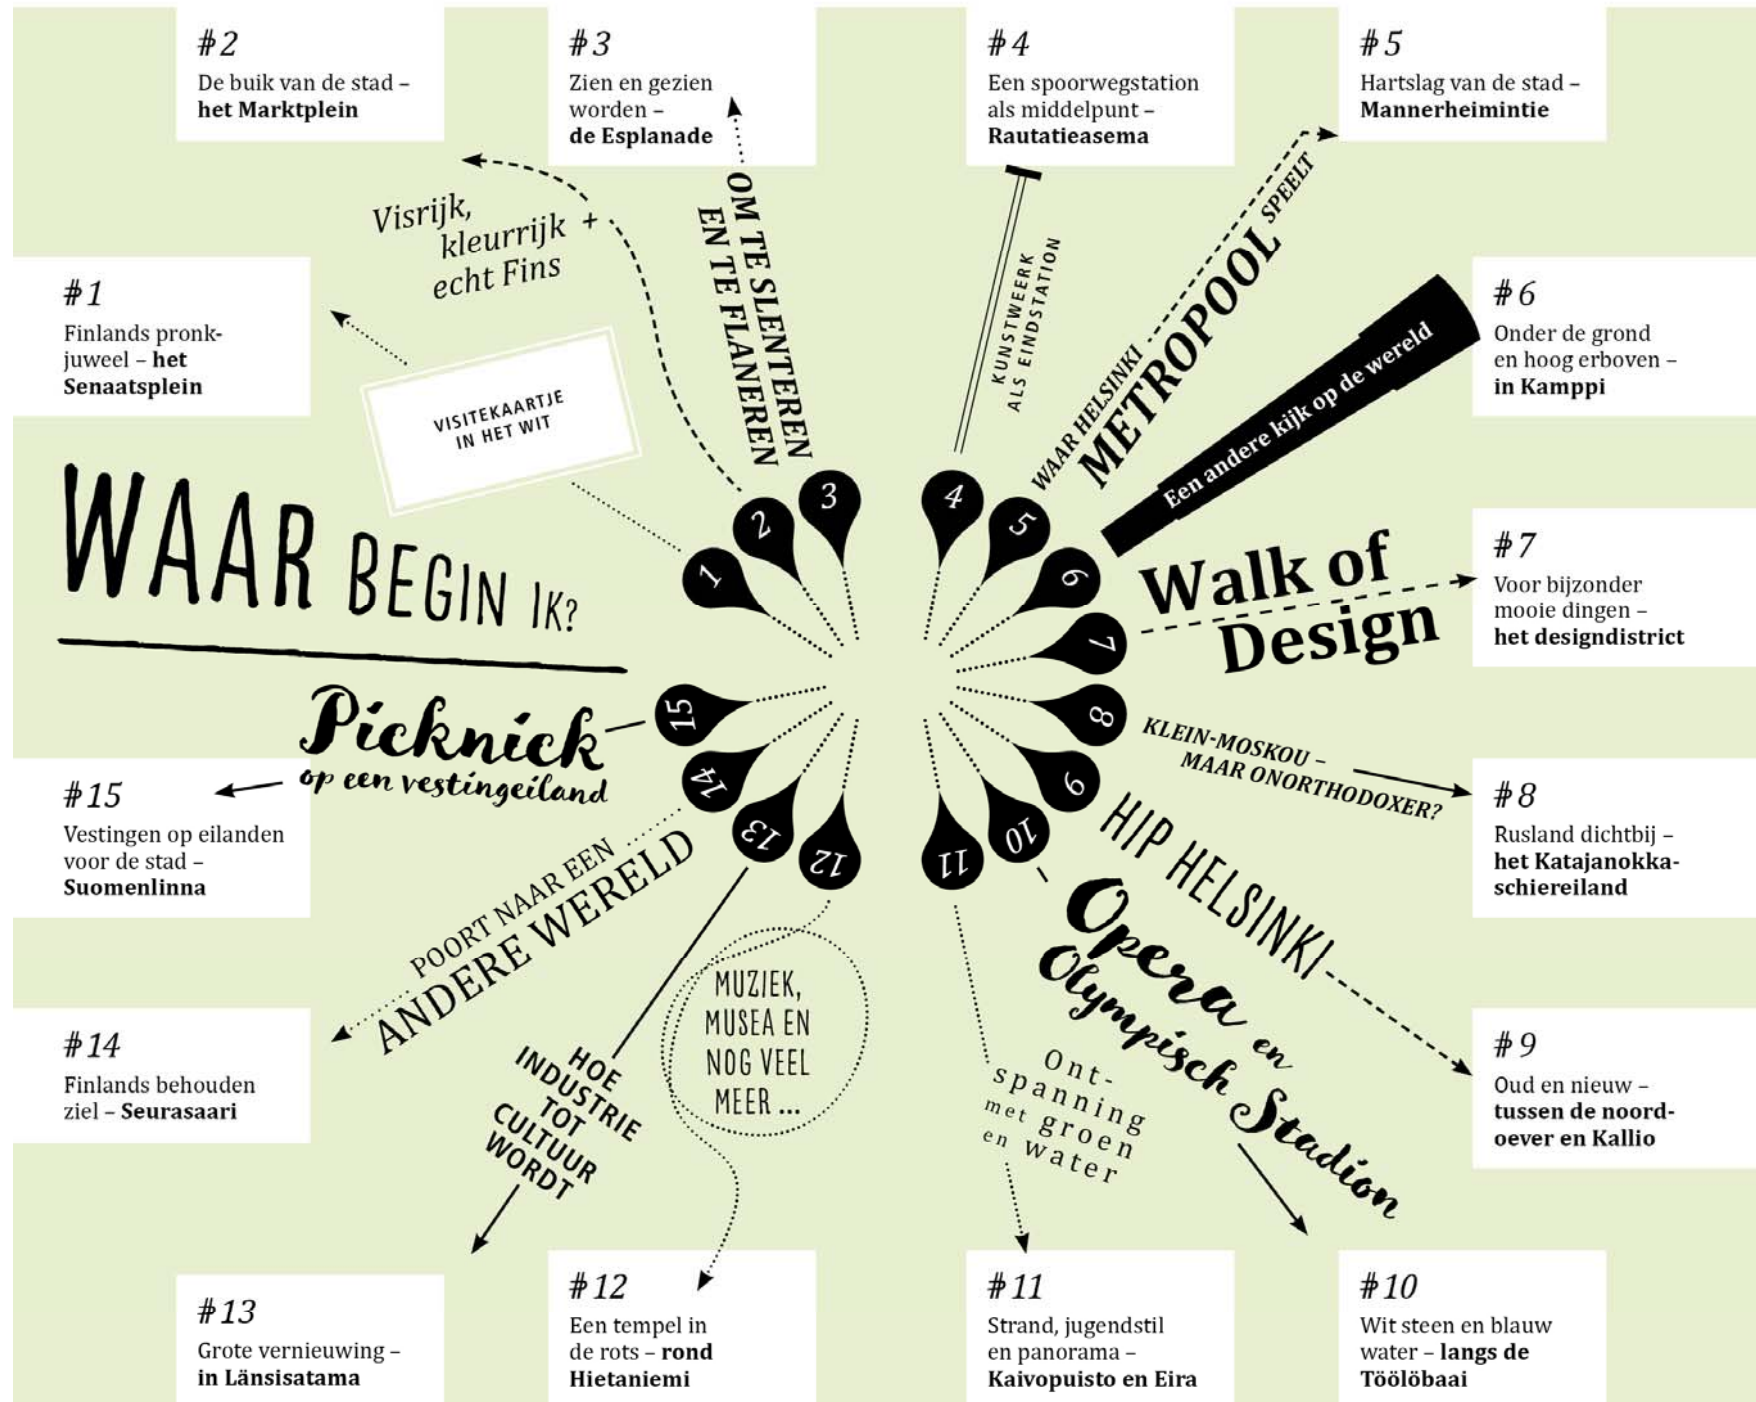 #2
De buik van de stad –
het Marktplein
#3
Zien en gezien
worden –
de Esplanade
#4
Een spoorwegstation
als middelpunt –
Rautatieasema
#5
Hartslag van de stad –
Mannerheimintie
#1
Finlands pronk-
juweel – het
Senaatsplein
Visrijk,
kleurrijk +
echt Fins
OM TE SLENTEREN
EN TE FLANEREN
KUNSTWEERK
ALS EINDSTATION
WAAR HELSINKI
METROPOOL SPEELT
Een andere kijk op de wereld
#6
Onder de grond
en hoog erboven –
in Kamppi
VISITEKAARTJE
IN HET WIT
WAAR BEGIN IK?
1
2
3
4
5
6
7
8
9
10
11
12
13
14
15
Walk of
Design
#7
Voor bijzonder
mooie dingen –
het designdistrict
Picknick
op een vestingeiland
KLEIN-MOSKOU –
MAAR ONORTHODOXER?
#15
Vestingen op eilanden
voor de stad –
Suomenlinna
#8
Rusland dichtbij –
het Katajanokka-
schiereiland
POORT NAAR EEN
ANDERE WERELD
HIP HELSINKI
Opera en
Olympisch Stadion
MUZIEK,
MUSEA EN
NOG VEEL
MEER ...
#14
Finlands behouden
ziel – Seurasaari
HOE
INDUSTRIE
TOT
CULTUUR
WORDT
Ont-
spanning
met groen
en water
#9
Oud en nieuw –
tussen de noord-
oever en Kallio
#13
Grote vernieuwing –
in Länsisatama
#12
Een tempel in
de rots – rond
Hietaniemi
#11
Strand, jugendstil
en panorama –
Kaivopuisto en Eira
#10
Wit steen en blauw
water – langs de
Töölöbaai